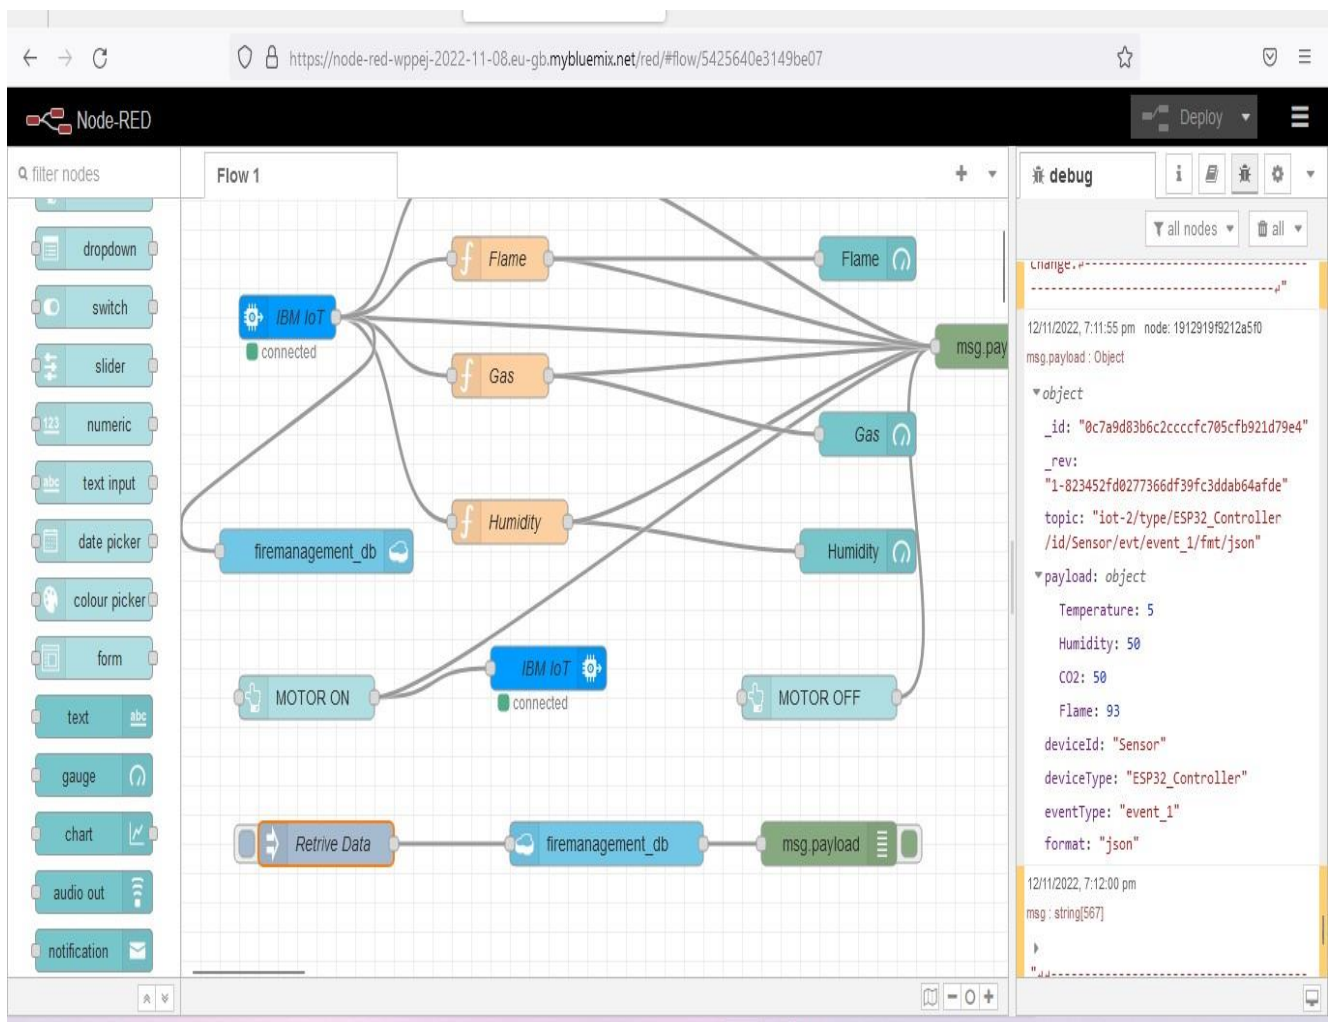 https://node-red-wppej-2022-11-08.eu-gb.mybluemix.net/red/#flow/5425640e3149be07
Node-RED
Deploy
filter nodes
dropdown
switch
slider
123 numeric
abc text input
date picker
colour picker
form
text abc
gauge
chart
audio out
notification
Flow 1
Flame
Flame
IBM IoT
connected
msg.pay
Gas
Gas
Humidity
firemanagement_db
Humidity
IBM IoT
connected
MOTOR ON
MOTOR OFF
Retrive Data
firemanagement_db
msg.payload
debug
i
all nodes
all
change.↵---------------------------------
------------------------------------↵"
12/11/2022, 7:11:55 pm node: 1912919f9212a5f0
msg.payload : Object
object
_id: "0c7a9d83b6c2ccccfc705cfb921d79e4"
_rev:
"1-823452fd0277366df39fc3ddab64afde"
topic: "iot-2/type/ESP32_Controller
/id/Sensor/evt/event_1/fmt/json"
payload: object
Temperature: 5
Humidity: 50
CO2: 50
Flame: 93
deviceId: "Sensor"
deviceType: "ESP32_Controller"
eventType: "event_1"
format: "json"
12/11/2022, 7:12:00 pm
msg : string[567]